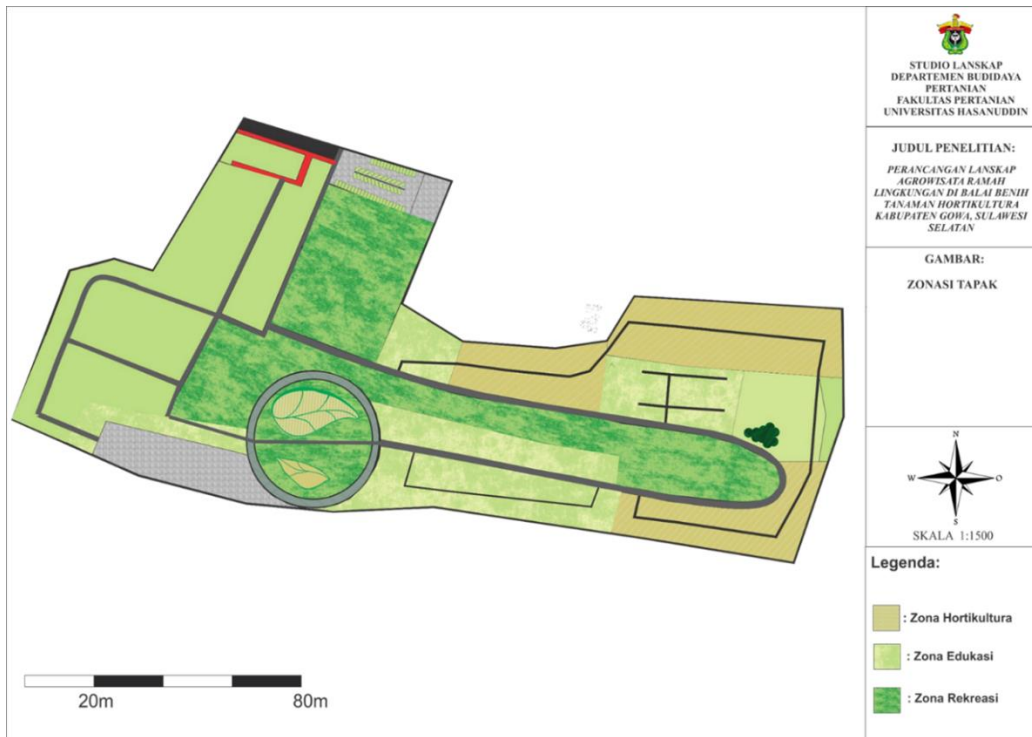 STUDIO LANSKAP
DEPARTEMEN BUDIDAYA
PERTANIAN
FAKULTAS PERTANIAN
UNIVERSITAS HASANUDDIN
JUDUL PENELITIAN:
PERANCANGAN LANSKAP
AGROWISATA RAMAH
LINGKUNGAN DI BALAI BENIH
TANAMAN HORTIKULTURA
KABUPATEN GOWA, SULAWESI
SELATAN
GAMBAR:
ZONASI TAPAK
N
W
O
S
SKALA 1:1500
Legenda:
: Zona Hortikultura
: Zona Edukasi
: Zona Rekreasi
20m
80m